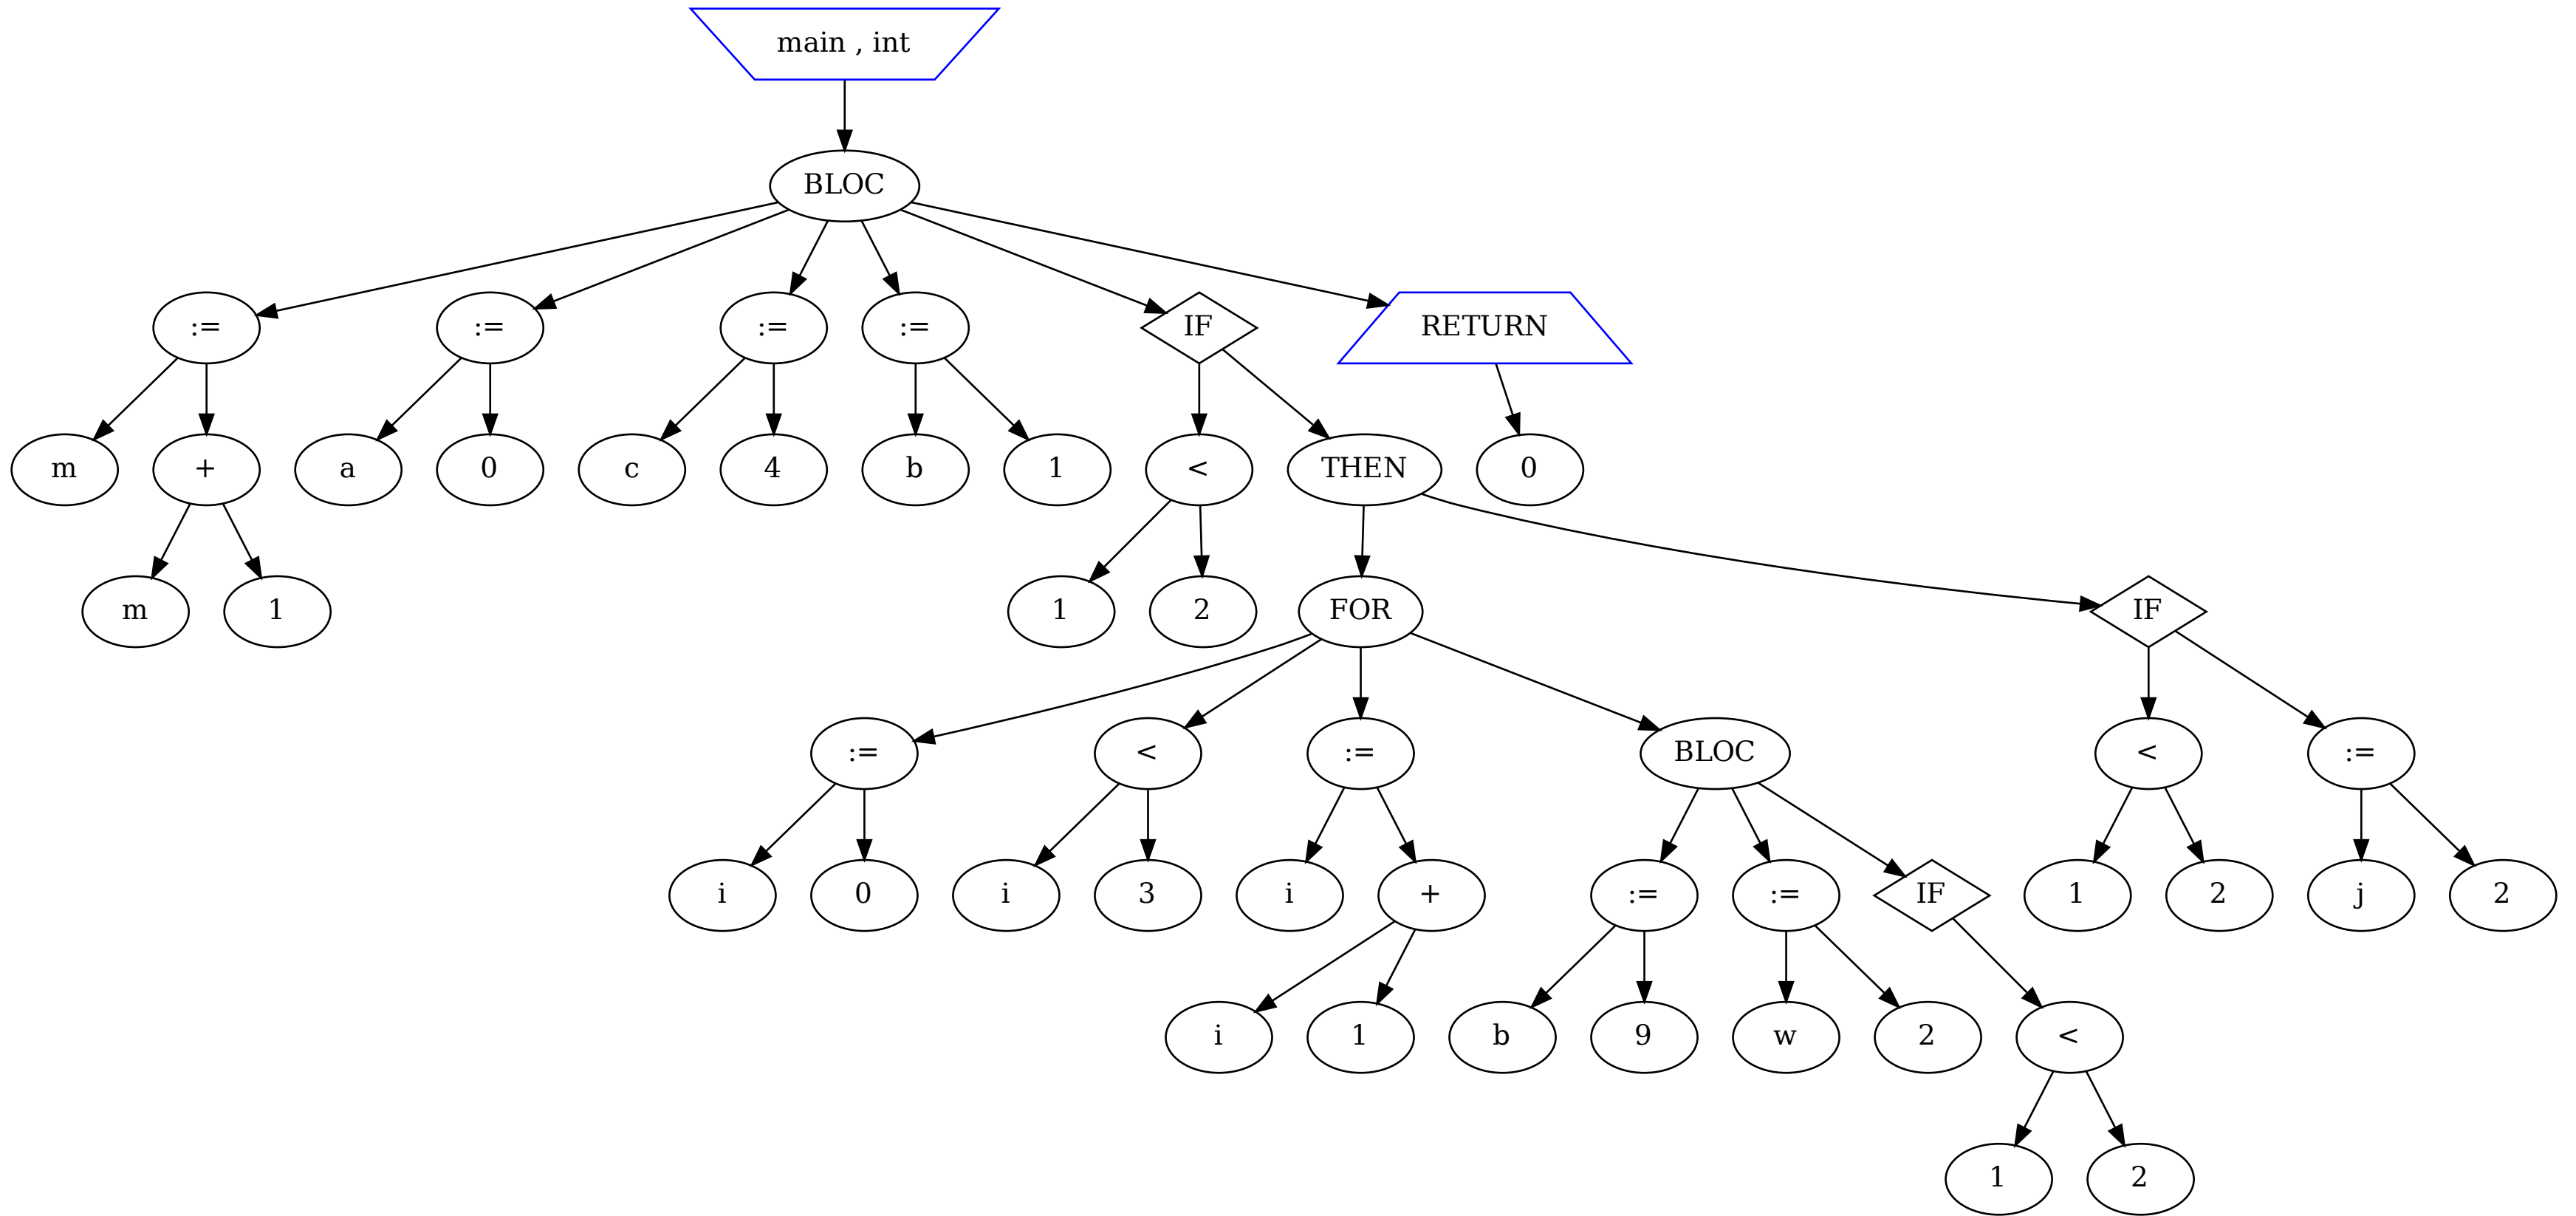 main , int
BLOC
:= := := := IF RETURN
m + a 0 c 4 b 1 < THEN 0
m 1 1 2 FOR IF
:= < := BLOC < :=
i 0 i 3 i + := := IF 1 2 j 2
i 1 b 9 w 2 <
1 2